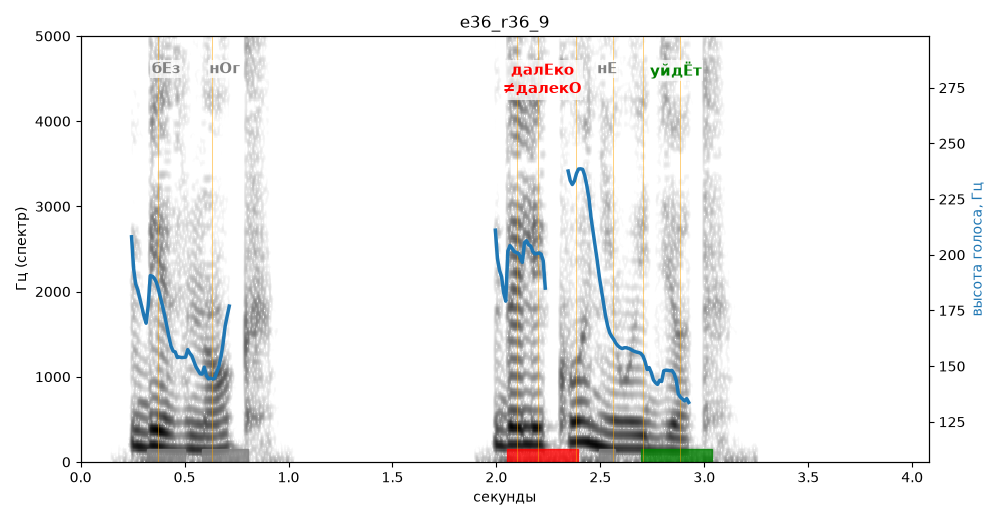 e36_r36_9
5000
4000
3000
2000
1000
0
Гц (спектр)
бЕз
нОг
далЕко
≠далекО
нЕ
уйдЁт
275
250
225
200
175
150
125
высота голоса, Гц
0.0
0.5
1.0
1.5
2.0
2.5
3.0
3.5
4.0
секунды